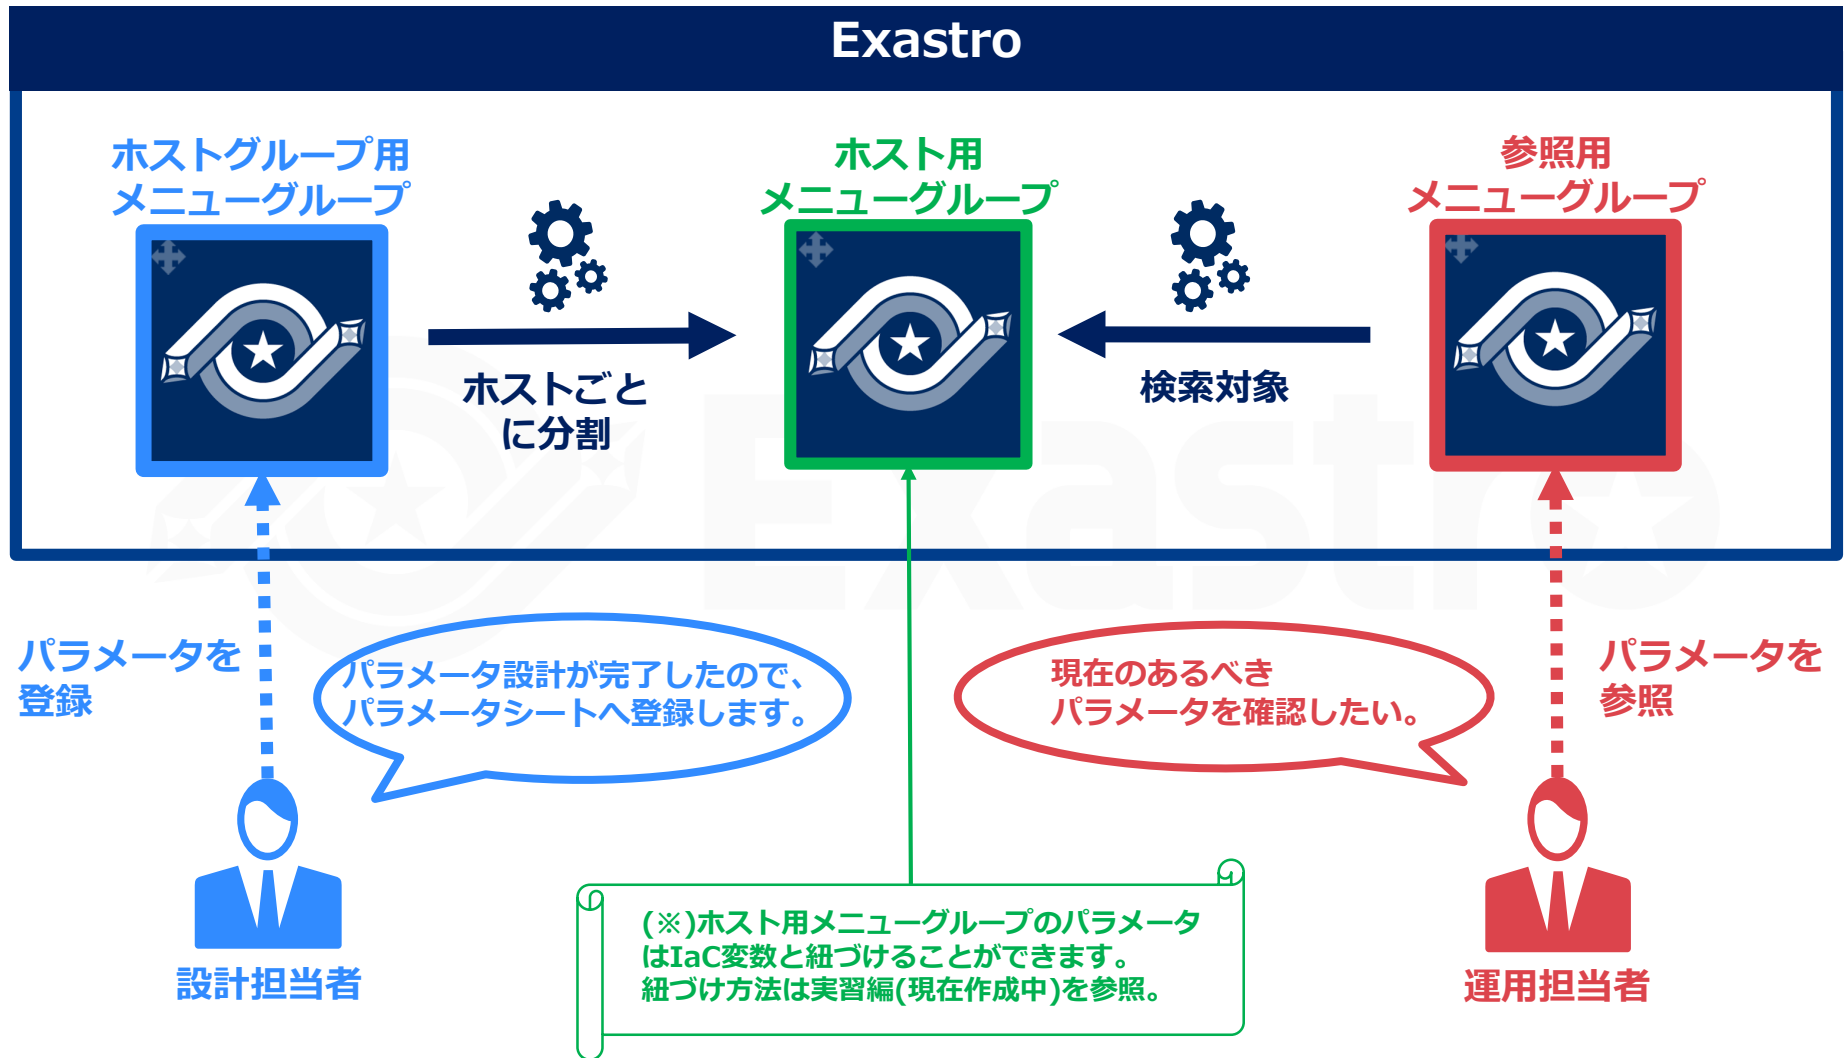 Exastro
ホストグループ用
メニューグループ
ホスト用
メニューグループ
参照用
メニューグループ
ホストごと
に分割
検索対象
Exastro
パラメータを
登録
パラメータ設計が完了したので、
パラメータシートへ登録します。
現在のあるべき
パラメータを確認したい。
パラメータを
参照
(※)ホスト用メニューグループのパラメータ
はIaC変数と紐づけることができます。
紐づけ方法は実習編(現在作成中)を参照。
設計担当者
運用担当者